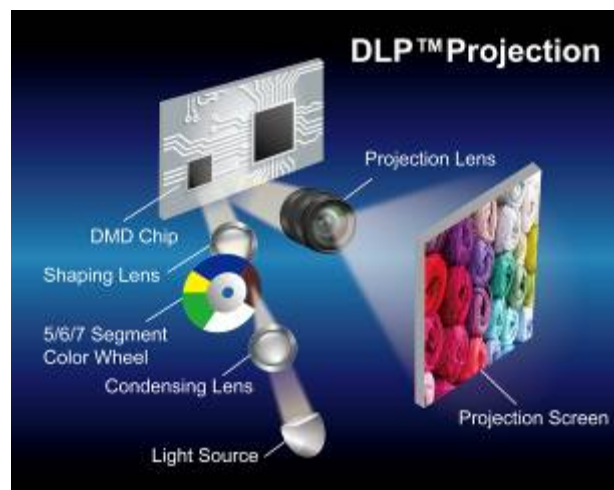 DLP™Projection
Projection Lens
DMD Chip
Shaping Lens
5/6/7 Segment
Color Wheel
Condensing Lens
Projection Screen
Light Source